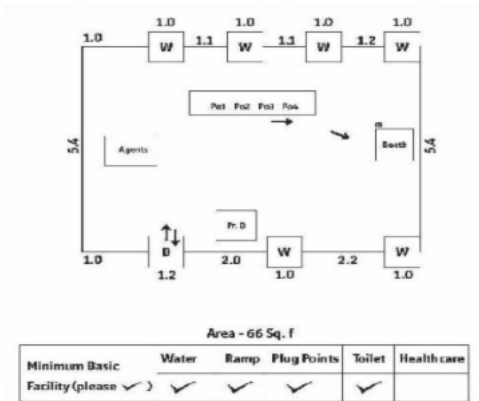 1.0 1.0 1.0 1.0
1.0 W 1.1 W 1.1 W 1.2 W
Po1 Po2 Po3 Po4
5.4 Agents Booth 5.4
Pr. O
D W W
1.0 1.2 2.0 1.0 2.2 1.0
Area - 66 Sq. f
Minimum Basic Facility (please ✓) Water Ramp Plug Points Toilet Healthcare
✓ ✓ ✓ ✓